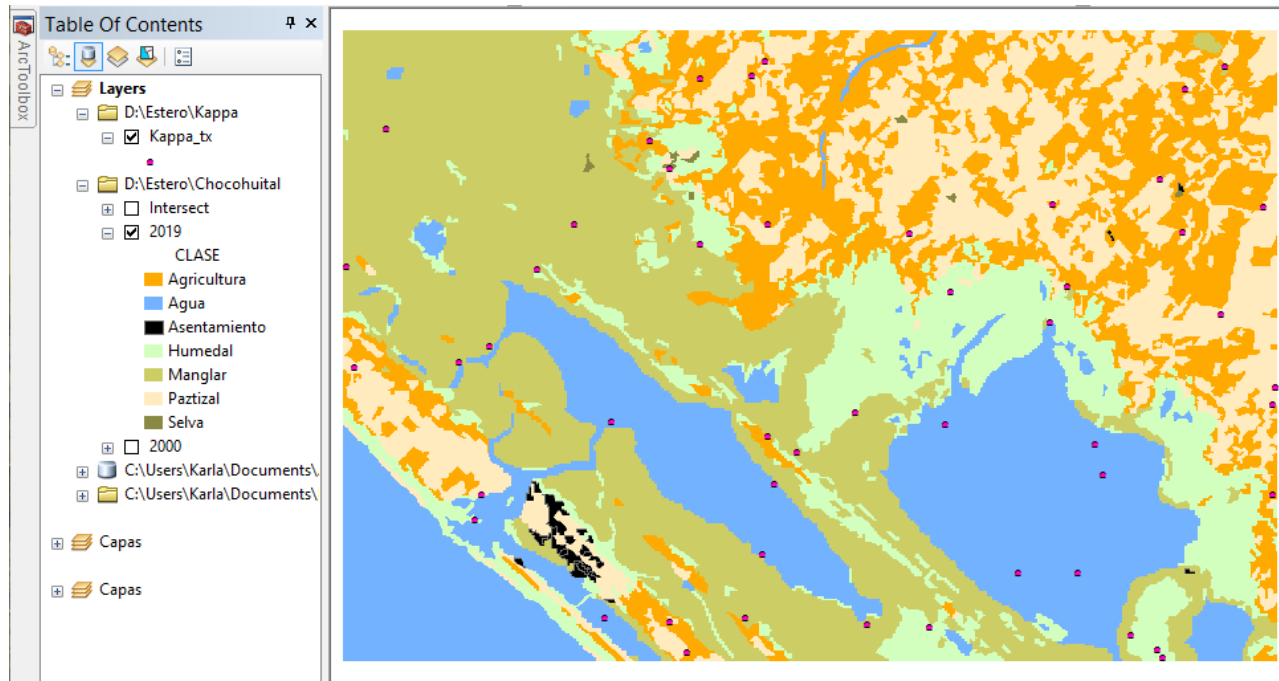 ArcToolbox
Table Of Contents
Layers
D:\Estero\Kappa
Kappa_tx
D:\Estero\Chocohuital
Intersect
2019
CLASE
Agricultura
Agua
Asentamiento
Humedal
Manglar
Paztizal
Selva
2000
C:\Users\Karla\Documents\
C:\Users\Karla\Documents\
Capas
Capas